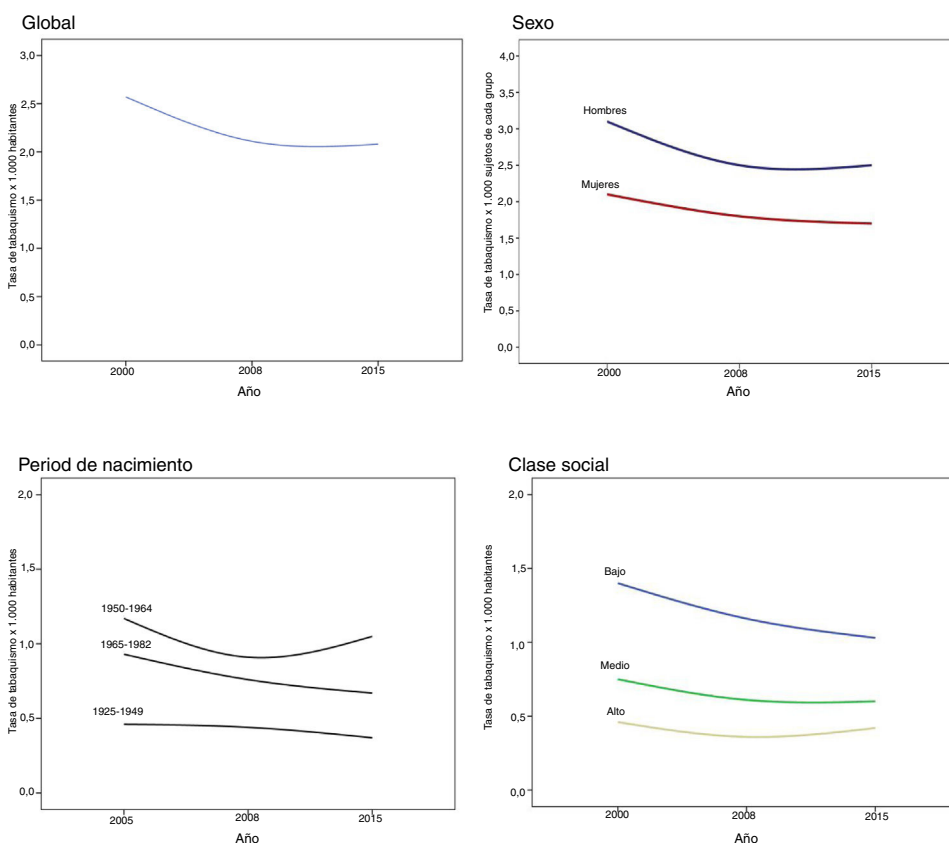 Global
Tasa de tabaquismo x 1.000 habitantes
3,0
2,5
2,0
1,5
1,0
0,5
0,0
2000
2008
2015
Año
Sexo
Tasa de tabaquismo x 1.000 sujetos de cada grupo
4,0
3,5
3,0
2,5
2,0
1,5
1,0
0,5
0,0
Hombres
Mujeres
2000
2008
2015
Año
Period de nacimiento
Tasa de tabaquismo x 1.000 habitantes
2,0
1,5
1,0
0,5
0,0
1950-1964
1965-1982
1925-1949
2005
2008
2015
Año
Clase social
Tasa de tabaquismo x 1.000 habitantes
2,0
1,5
1,0
0,5
0,0
Bajo
Medio
Alto
2000
2008
2015
Año